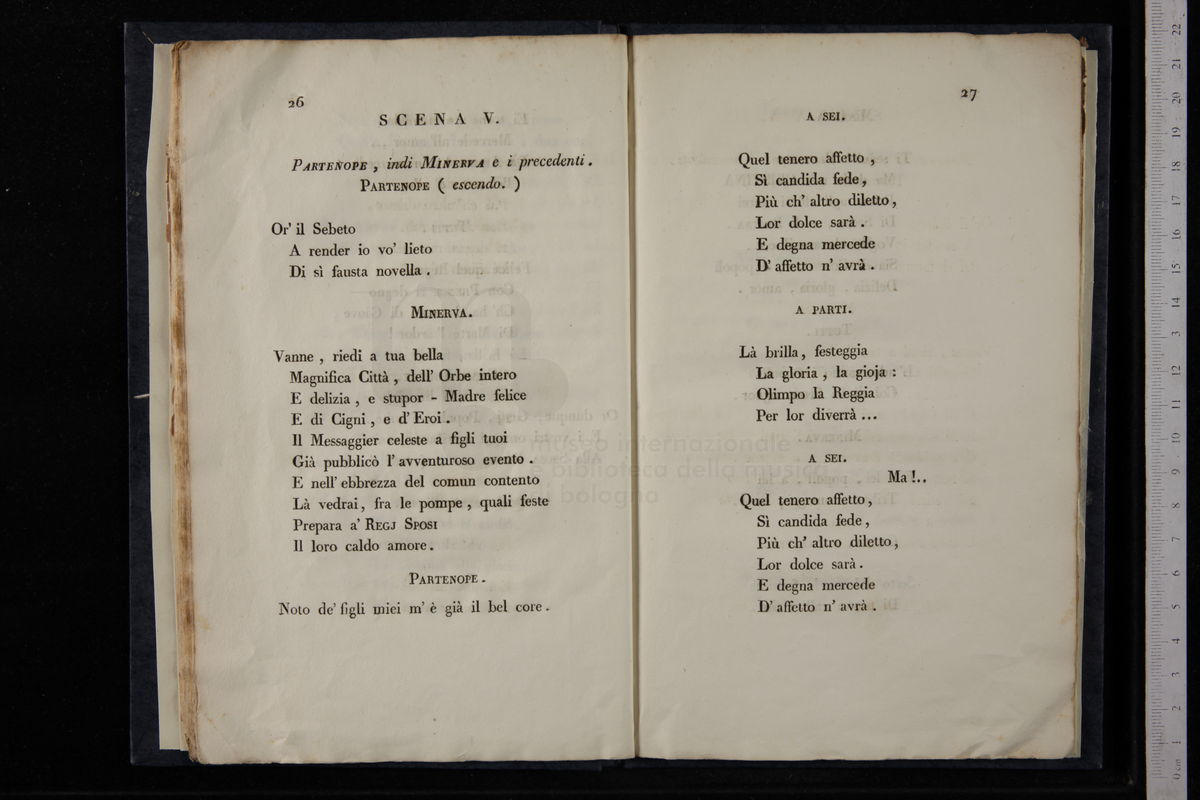 26
SCENA V.
PARTENOPE , indi MINERVA e i precedenti .
PARTENOPE ( escendo. )
Or' il Sebeto
A render io vo' lieto
Di sì fausta novella .
MINERVA.
Vanne , riedi a tua bella
Magnifica Città , dell' Orbe intero
E delizia , e stupor - Madre felice
E di Cigni , e d' Eroi .
Il Messaggier celeste a figli tuoi
Già pubblicò l' avventuroso evento .
E nell' ebbrezza del comun contento
Là vedrai, fra le pompe , quali feste
Prepara a' REGJ SPOSI
Il loro caldo amore .
PARTENOPE .
Noto de' figli miei m' è già il bel core .
27
A SEI.
Quel tenero affetto ,
Sì candida fede ,
Più ch' altro diletto ,
Lor dolce sarà .
E degna mercede
D' affetto n' avrà .
A PARTI.
Là brilla , festeggia
La gloria , la gioja :
Olimpo la Reggia
Per lor diverrà ...
A SEI.
Ma !..
Quel tenero affetto ,
Sì candida fede ,
Più ch' altro diletto ,
Lor dolce sarà .
E degna mercede
D' affetto n' avrà .
museo internazionale
e biblioteca della musica
bologna